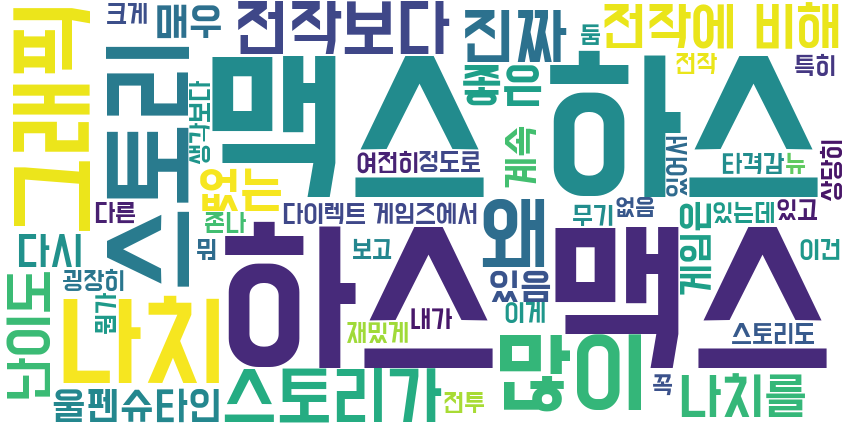 크게 매우 전작보다 진짜 둠 전작에 비해
전작 특히
그래픽 스토리 생각보다 맥스 하스 좋은
여전히 정도로 계속 있어서 타격감 뉴 상당히
없는
다른 존나 다이렉트 게임즈에서 왜 무기 없음 게임은 있는데 있고
다시 뭐 하스 맥스 보고 이건
굉장히 있음
난이도 뭔가 나치 재밌게 내가 이게 스토리도
울펜슈타인 스토리가 전투 많이 꼭 나치를